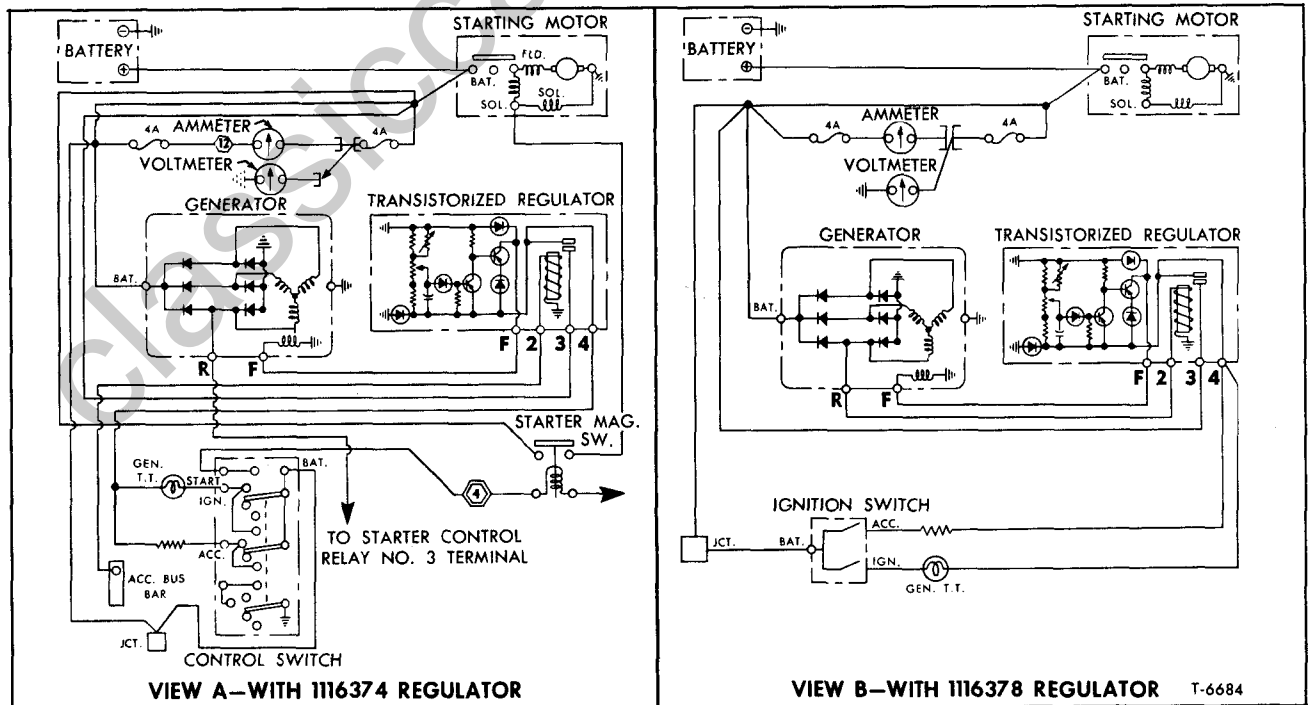 STARTING MOTOR
BATTERY
FLD.
BAT.
SOL.
SOL.
4A
AMMETER
12
4A
VOLTMETER
GENERATOR
TRANSISTORIZED REGULATOR
BAT.
F 2 3 4
R F
STARTER MAG.
SW.
GEN.
T.T.
START
IGN.
BAT.
4
TO STARTER CONTROL
RELAY NO. 3 TERMINAL
ACC.
ACC. BUS
BAR
JCT.
CONTROL SWITCH
VIEW A—WITH 1116374 REGULATOR
STARTING MOTOR
BATTERY
BAT.
SOL.
AMMETER
4A
4A
VOLTMETER
GENERATOR
TRANSISTORIZED REGULATOR
BAT.
F 2 3 4
R F
IGNITION SWITCH
ACC.
JCT.
BAT.
IGN.
GEN. T.T.
VIEW B—WITH 1116378 REGULATOR T-6684
classicca